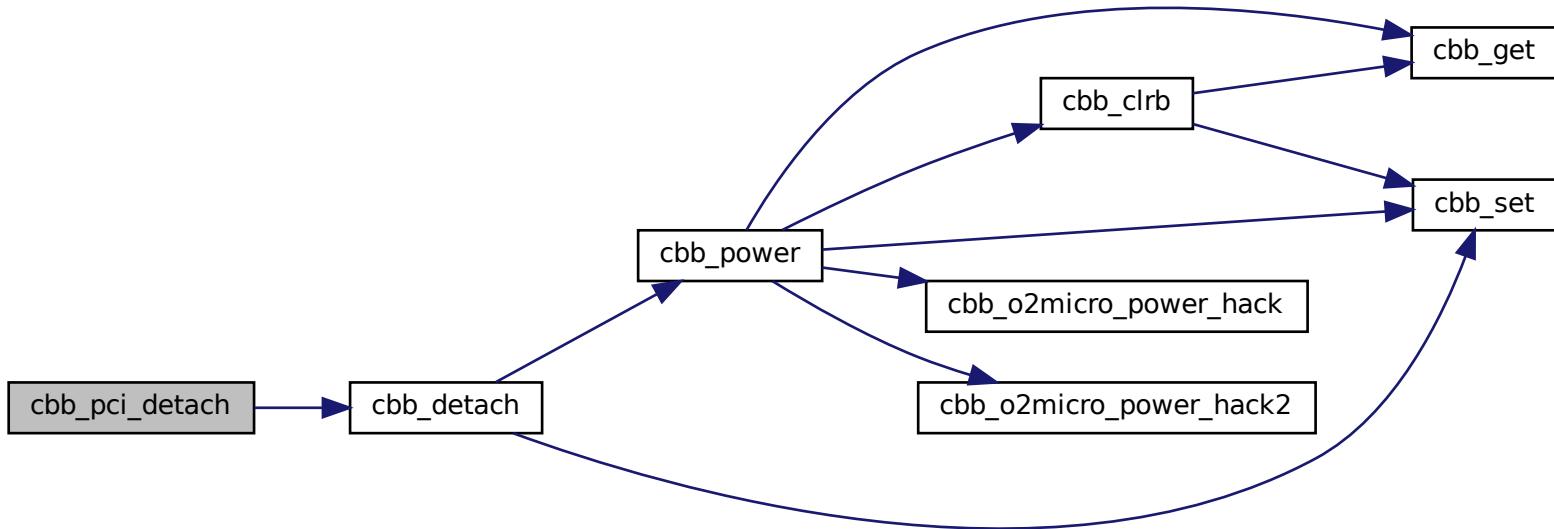 cbb_get
cbb_clrb
cbb_set
cbb_power
cbb_o2micro_power_hack
cbb_pci_detach
cbb_detach
cbb_o2micro_power_hack2